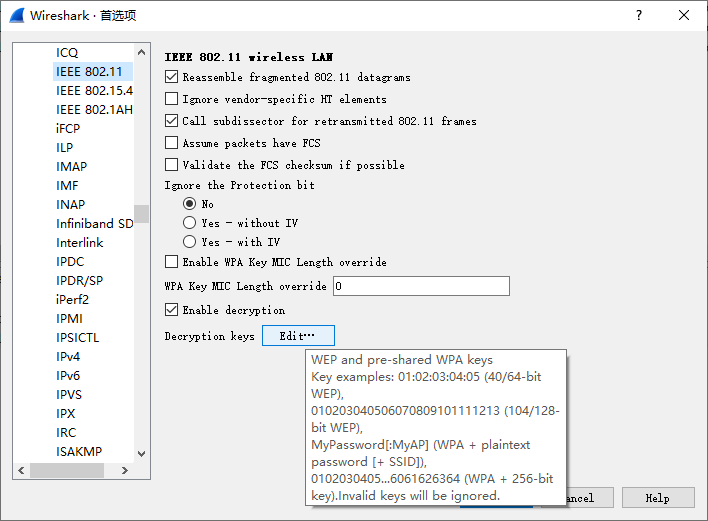 Wireshark · 首选项
?
ICQ
IEEE 802.11
IEEE 802.15.4
IEEE 802.1AH
iFCP
ILP
IMAP
IMF
INAP
Infiniband SD
Interlink
IPDC
IPDR/SP
iPerf2
IPMI
IPSICTL
IPv4
IPv6
IPVS
IPX
IRC
ISAKMP
IEEE 802.11 wireless LAN
Reassemble fragmented 802.11 datagrams
Ignore vendor-specific HT elements
Call subdissector for retransmitted 802.11 frames
Assume packets have FCS
Validate the FCS checksum if possible
Ignore the Protection bit
No
Yes - without IV
Yes - with IV
Enable WPA Key MIC Length override
WPA Key MIC Length override 0
Enable decryption
Decryption keys Edit…
WEP and pre-shared WPA keys
Key examples: 01:02:03:04:05 (40/64-bit
WEP),
010203040506070809101111213 (104/128-
bit WEP),
MyPassword[:MyAP] (WPA + plaintext
password [+ SSID]),
0102030405...6061626364 (WPA + 256-bit
key).Invalid keys will be ignored.
ancel Help